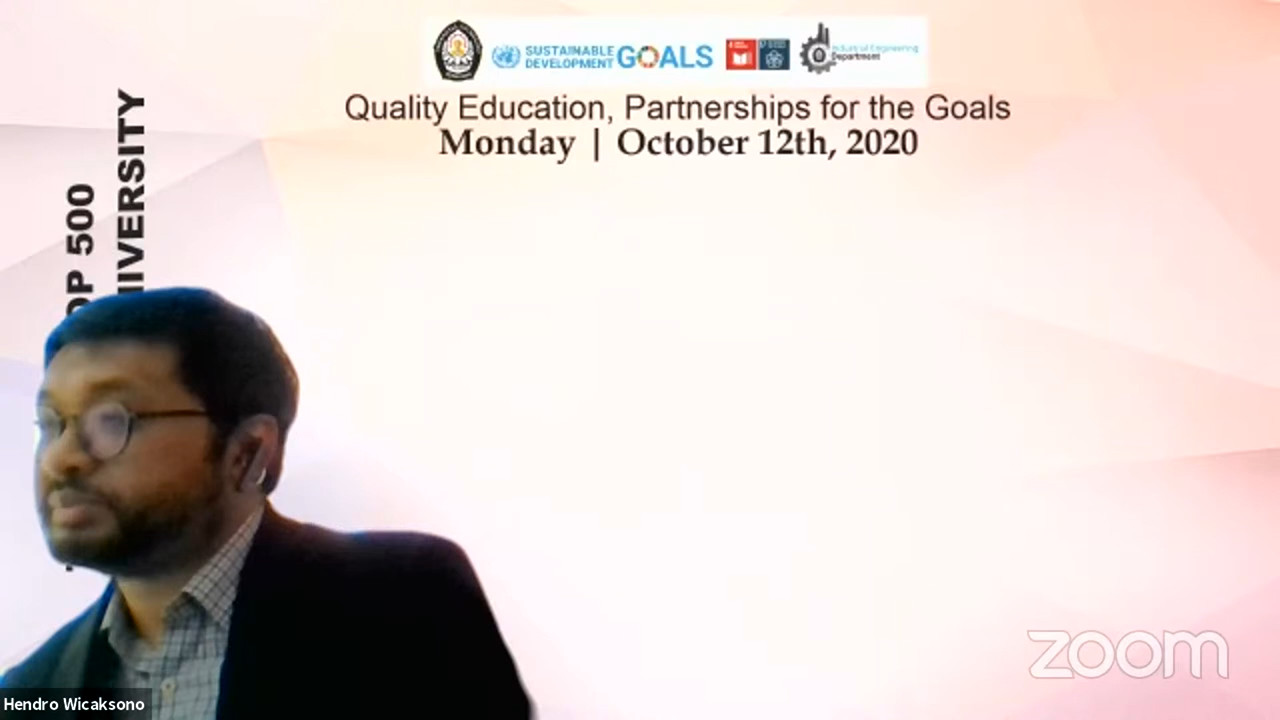 SUSTAINABLE
DEVELOPMENT
GOALS
Industrial Engineering
Department
Quality Education, Partnerships for the Goals
Monday | October 12th, 2020
OP 500
IVERSITY
zoom
Hendro Wicaksono